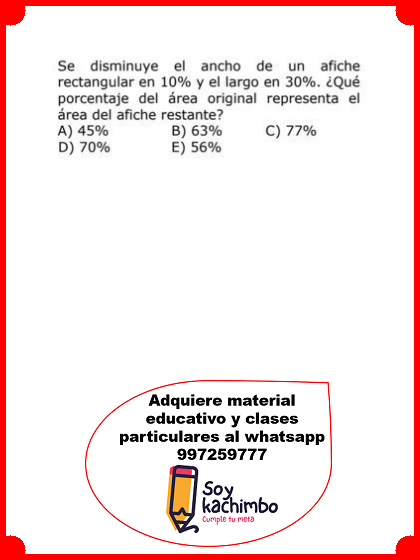 Se disminuye el ancho de un afiche
rectangular en 10% y el largo en 30%. ¿Qué
porcentaje del área original representa el
área del afiche restante?
A) 45% B) 63% C) 77%
D) 70% E) 56%
Adquiere material
educativo y clases
particulares al whatsapp
997259777
Soy
kachimbo
Cumple tu meta